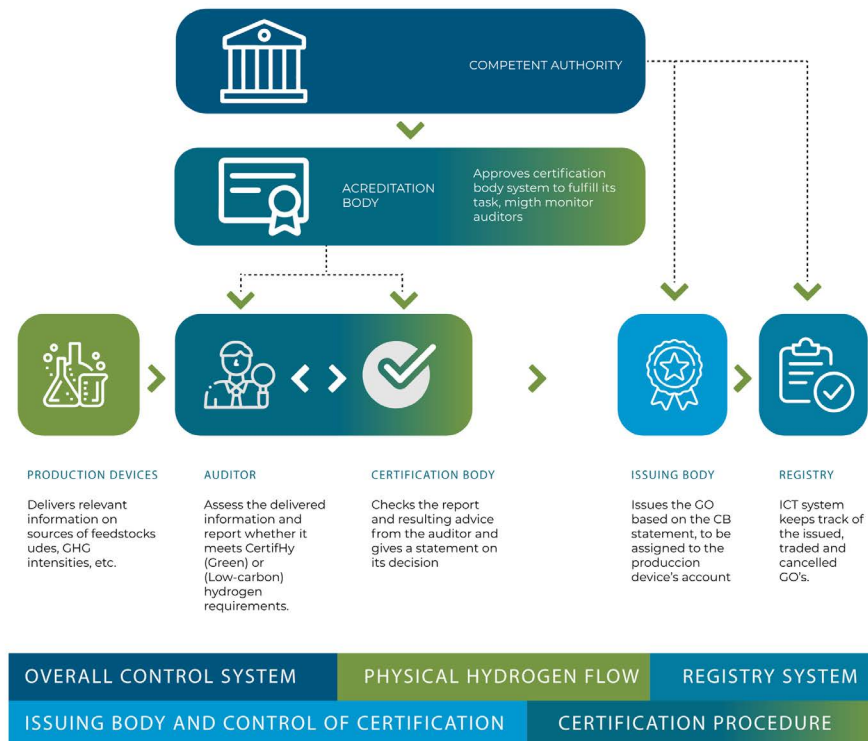 COMPETENT AUTHORITY
ACREDITATION
BODY
Approves certification
body system to fulfill its
task, migth monitor
auditors
PRODUCTION DEVICES
Delivers relevant
information on
sources of feedstocks
udes, GHG
intensities, etc.
AUDITOR
Assess the delivered
information and
report whether it
meets CertifHy
(Green) or
(Low-carbon)
hydrogen
requirements.
CERTIFICATION BODY
Checks the report
and resulting advice
from the auditor and
gives a statement on
its decision
ISSUING BODY
Issues the GO
based on the CB
statement, to be
assigned to the
produccion
device's account
REGISTRY
ICT system
keeps track of
the issued,
traded and
cancelled
GO's.
OVERALL CONTROL SYSTEM
PHYSICAL HYDROGEN FLOW
REGISTRY SYSTEM
ISSUING BODY AND CONTROL OF CERTIFICATION
CERTIFICATION PROCEDURE